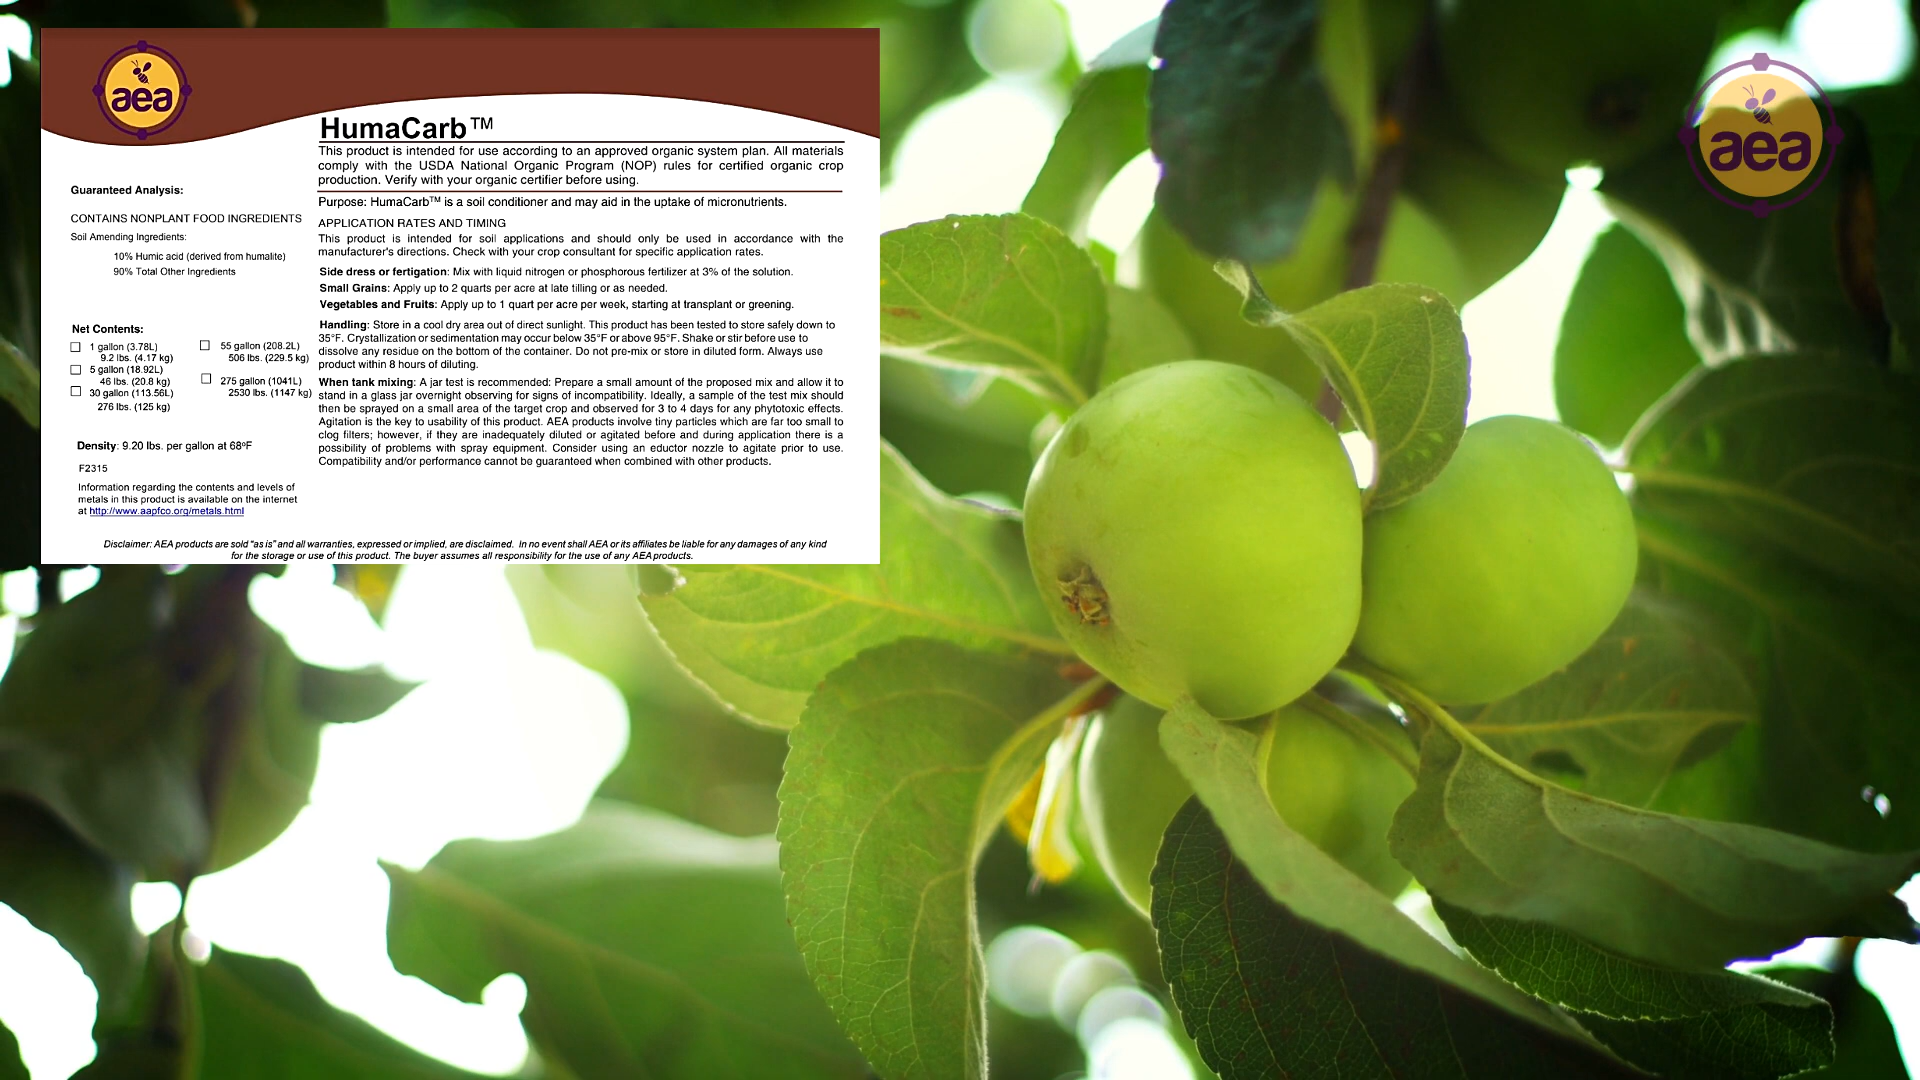 aea
HumaCarb™
This product is intended for use according to an approved organic system plan. All materials
comply with the USDA National Organic Program (NOP) rules for certified organic crop
production. Verify with your organic certifier before using.
Purpose: HumaCarb™ is a soil conditioner and may aid in the uptake of micronutrients.
APPLICATION RATES AND TIMING
This product is intended for soil applications and should only be used in accordance with the
manufacturer's directions. Check with your crop consultant for specific application rates.
Side dress or fertigation: Mix with liquid nitrogen or phosphorous fertilizer at 3% of the solution.
Small Grains: Apply up to 2 quarts per acre at late tilling or as needed.
Vegetables and Fruits: Apply up to 1 quart per acre per week, starting at transplant or greening.
Handling: Store in a cool dry area out of direct sunlight. This product has been tested to store safely down to
35°F. Crystallization or sedimentation may occur below 35°F or above 95°F. Shake or stir before use to
dissolve any residue on the bottom of the container. Do not pre-mix or store in diluted form. Always use
product within 8 hours of diluting.
When tank mixing: A jar test is recommended: Prepare a small amount of the proposed mix and allow it to
stand in a glass jar overnight observing for signs of incompatibility. Ideally, a sample of the test mix should
then be sprayed on a small area of the target crop and observed for 3 to 4 days for any phytotoxic effects.
Agitation is the key to usability of this product. AEA products involve tiny particles which are far too small to
clog filters; however, if they are inadequately diluted or agitated before and during application there is a
possibility of problems with spray equipment. Consider using an eductor nozzle to agitate prior to use.
Compatibility and/or performance cannot be guaranteed when combined with other products.
Guaranteed Analysis:
CONTAINS NONPLANT FOOD INGREDIENTS
Soil Amending Ingredients:
10% Humic acid (derived from humalite)
90% Total Other Ingredients
Net Contents:
1 gallon (3.78L)
9.2 lbs. (4.17 kg)
5 gallon (18.92L)
46 lbs. (20.8 kg)
30 gallon (113.56L)
276 lbs. (125 kg)
55 gallon (208.2L)
506 lbs. (229.5 kg)
275 gallon (1041L)
2530 lbs. (1147 kg)
Density: 9.20 lbs. per gallon at 68ºF
F2315
Information regarding the contents and levels of
metals in this product is available on the internet
at http://www.aapfco.org/metals.html
Disclaimer: AEA products are sold “as is” and all warranties, expressed or implied, are disclaimed. In no event shall AEA or its affiliates be liable for any damages of any kind
for the storage or use of this product. The buyer assumes all responsibility for the use of any AEA products.
aea